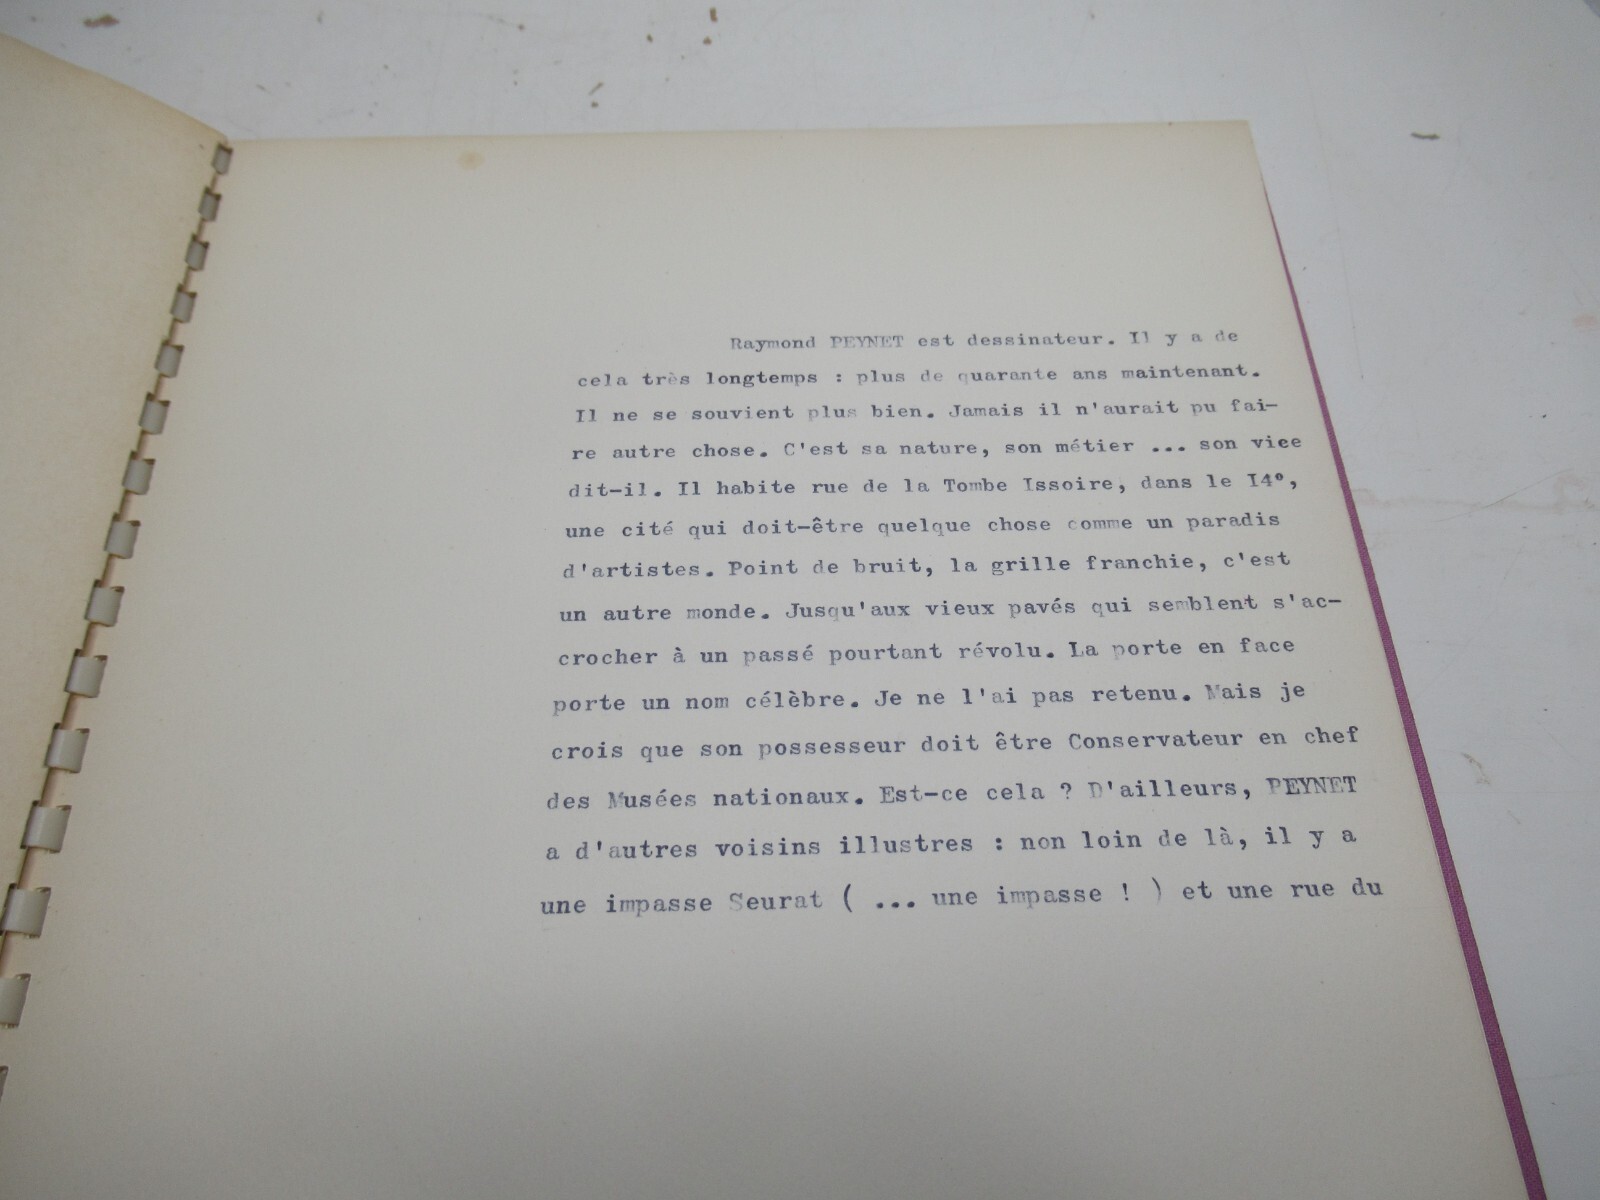 Raymond PEYNET est dessinateur. Il y a de
cela très longtemps : plus de quarante ans maintenant.
Il ne se souvient plus bien. Jamais il n'aurait pu fai-
re autre chose. C'est sa nature, son métier ... son vice
dit-il. Il habite rue de la Tombe Issoire, dans le I4°,
une cité qui doit-être quelque chose comme un paradis
d'artistes. Point de bruit, la grille franchie, c'est
un autre monde. Jusqu'aux vieux pavés qui semblent s'ac-
crocher à un passé pourtant révolu. La porte en face
porte un nom célèbre. Je ne l'ai pas retenu. Mais je
crois que son possesseur doit être Conservateur en chef
des Musées nationaux. Est-ce cela ? D'ailleurs, PEYNET
a d'autres voisins illustres : non loin de là, il y a
une impasse Seurat ( ... une impasse ! ) et une rue du